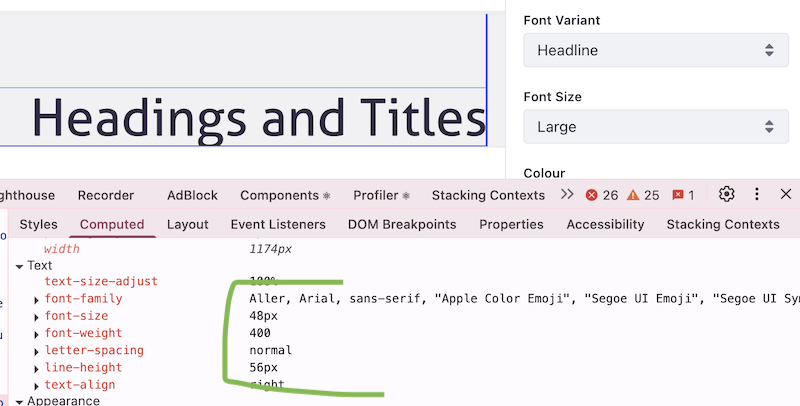 Font Variant
Headline
Headings and Titles
Font Size
Large
Colour
ghthouse Recorder AdBlock Components Profiler Stacking Contexts 26 25 1
Styles Computed Layout Event Listeners DOM Breakpoints Properties Accessibility Stacking Contexts
width 1174px
Text
text-size-adjust 100%
font-family Aller, Arial, sans-serif, "Apple Color Emoji", "Segoe UI Emoji", "Segoe UI Sy
font-size 48px
font-weight 400
letter-spacing normal
line-height 56px
text-align right
Appearance